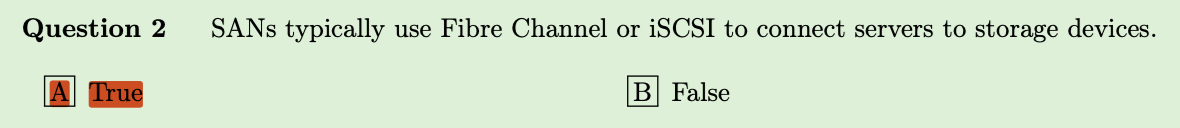 Question 2 SANs typically use Fibre Channel or iSCSI to connect servers to storage devices.
A True B False